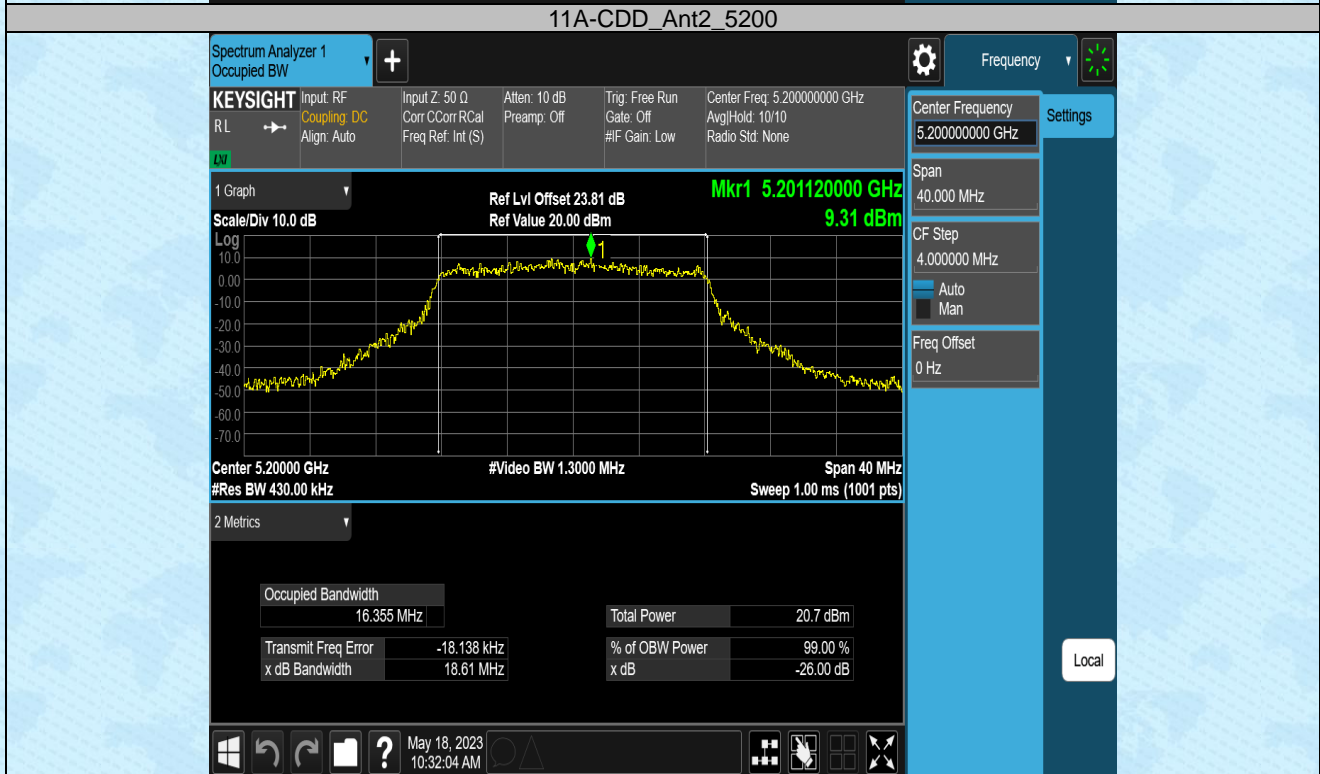 11A-CDD_Ant2_5200
Spectrum Analyzer 1
Occupied BW
Frequency
KEYSIGHT
RL
LXI
Input: RF
Coupling: DC
Align: Auto
Input Z: 50 Ω
Corr CCorr RCal
Freq Ref: Int (S)
Atten: 10 dB
Preamp: Off
Trig: Free Run
Gate: Off
#IF Gain: Low
Center Freq: 5.200000000 GHz
Avg|Hold: 10/10
Radio Std: None
Center Frequency
5.200000000 GHz
Settings
Span
40.000 MHz
CF Step
4.000000 MHz
Auto
Man
Freq Offset
0 Hz
1 Graph
Scale/Div 10.0 dB
Ref Lvl Offset 23.81 dB
Ref Value 20.00 dBm
Mkr1 5.201120000 GHz
9.31 dBm
Log
1
10.0
0.00
-10.0
-20.0
-30.0
-40.0
-50.0
-60.0
-70.0
Center 5.20000 GHz
#Video BW 1.3000 MHz
Span 40 MHz
#Res BW 430.00 kHz
Sweep 1.00 ms (1001 pts)
2 Metrics
Occupied Bandwidth
16.355 MHz
Total Power 20.7 dBm
Transmit Freq Error -18.138 kHz
% of OBW Power 99.00 %
x dB Bandwidth 18.61 MHz
x dB -26.00 dB
Local
?
May 18, 2023
10:32:04 AM